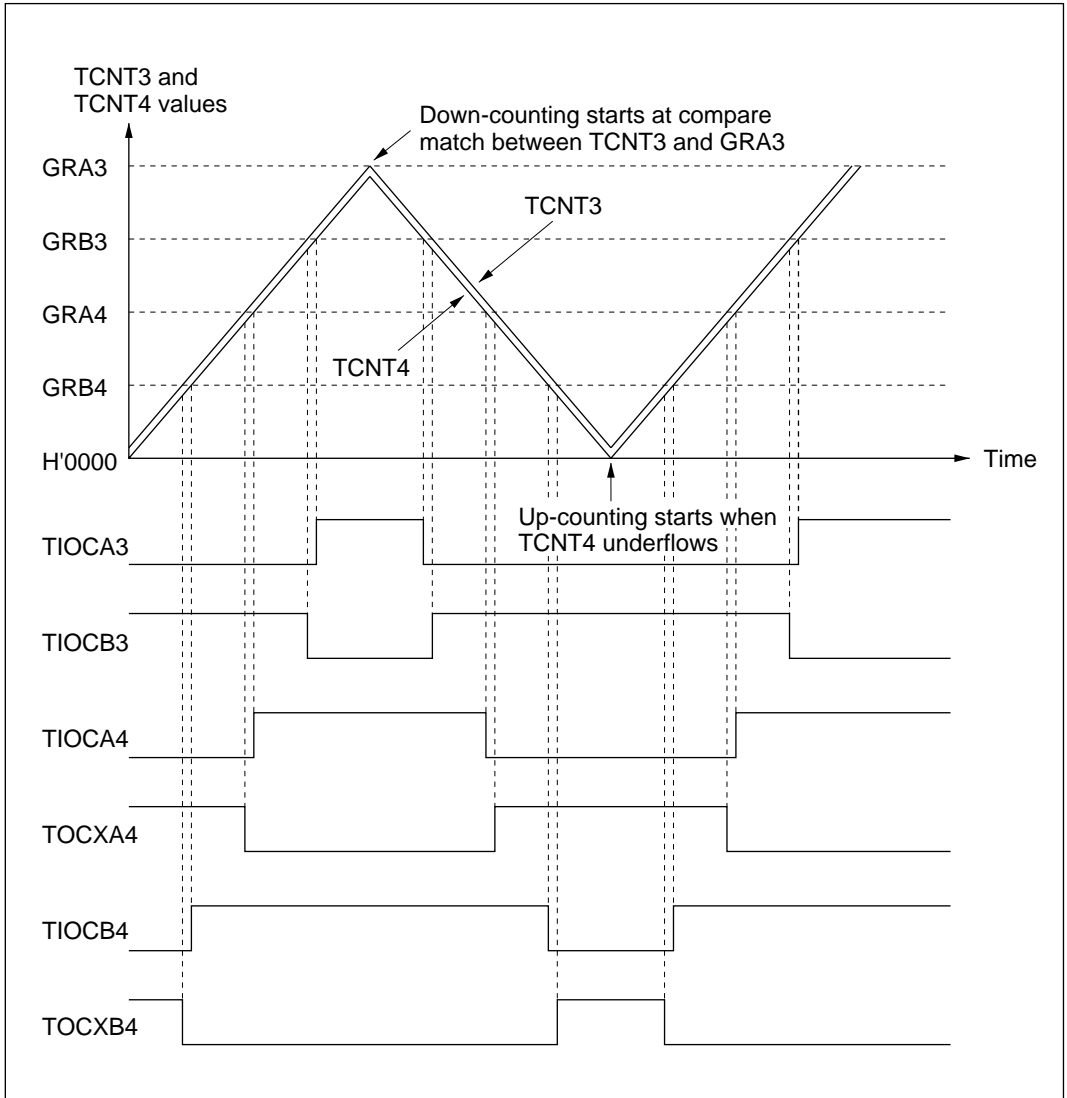 TCNT3 and
TCNT4 values
Down-counting starts at compare
match between TCNT3 and GRA3
GRA3
TCNT3
GRB3
GRA4
TCNT4
GRB4
H'0000
Time
Up-counting starts when
TCNT4 underflows
TIOCA3
TIOCB3
TIOCA4
TOCXA4
TIOCB4
TOCXB4